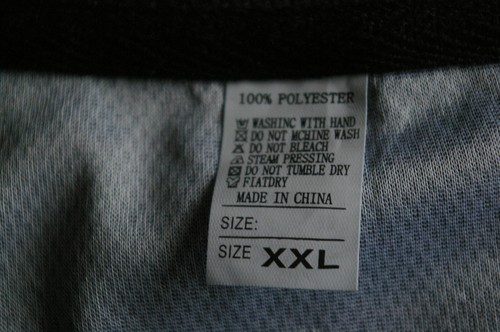 100% POLYESTER
WASHINC WITH HAND
DO NOT MCHINE WASH
DO NOT BLEACH
STEAM PRESSING
DO NOT TUMBLE DRY
FIATDRY
MADE IN CHINA
SIZE:
SIZE XXL